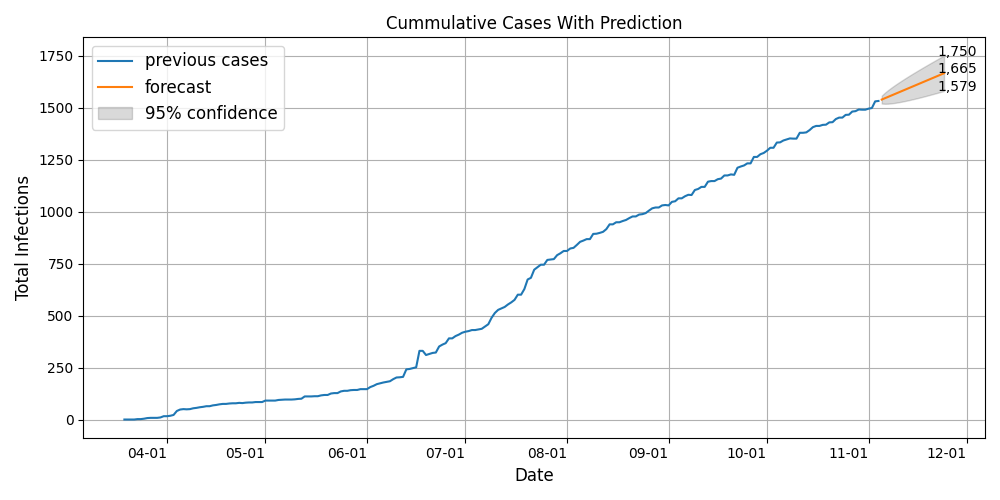 Cummulative Cases With Prediction
previous cases
forecast
95% confidence
1,750
1,665
1,579
Total Infections
1750
1500
1250
1000
750
500
250
0
04-01 05-01 06-01 07-01 08-01 09-01 10-01 11-01 12-01
Date